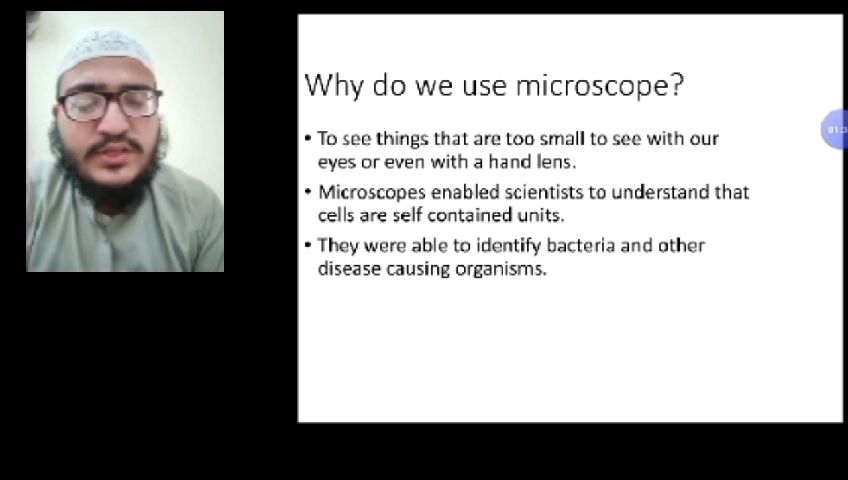 Why do we use microscope?
• To see things that are too small to see with our
eyes or even with a hand lens.
• Microscopes enabled scientists to understand that
cells are self contained units.
• They were able to identify bacteria and other
disease causing organisms.